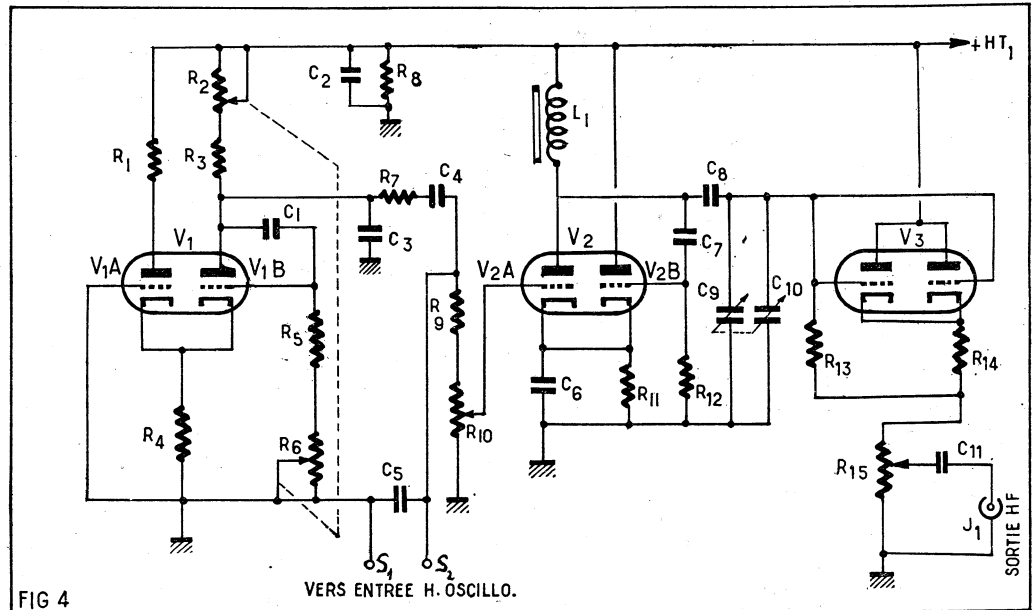 +HT1
R2
C2
R8
L1
R1
R3
R7
C4
C8
C1
C3
C7
V1
V2
V3
V1A
V1B
V2A
V2B
C9
C10
R9
R5
R13
R14
C6
R11
R12
R4
R6
R10
C5
R15
C11
J1
SORTIE HF
S1
S2
VERS ENTREE H. OSCILLO.
FIG 4